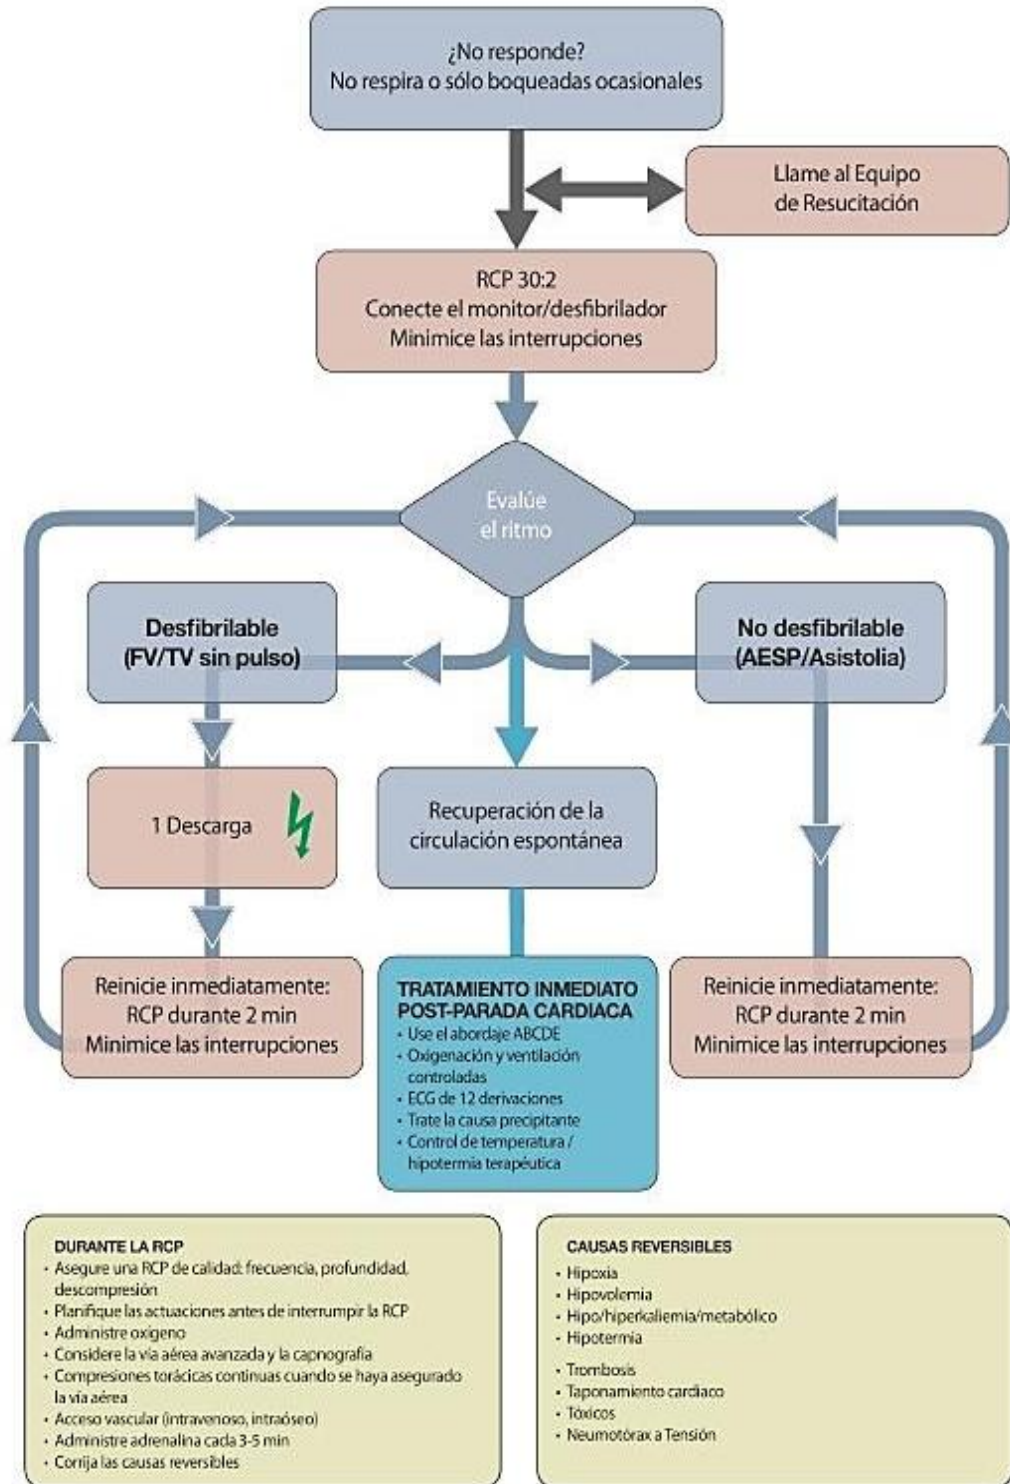 ¿No responde?
No respira o sólo boqueadas ocasionales
Llame al Equipo
de Resucitación
RCP 30:2
Conecte el monitor/desfibrilador
Minimice las interrupciones
Evalúe
el ritmo
Desfibrilable
(FV/TV sin pulso)
No desfibrilable
(AESP/Asistolia)
1 Descarga
Recuperación de la
circulación espontánea
Reinicie inmediatamente:
RCP durante 2 min
Minimice las interrupciones
TRATAMIENTO INMEDIATO
POST-PARADA CARDIACA
• Use el abordaje ABCDE
• Oxigenación y ventilación
controladas
• ECG de 12 derivaciones
• Trate la causa precipitante
• Control de temperatura /
hipotermia terapéutica
Reinicie inmediatamente:
RCP durante 2 min
Minimice las interrupciones
DURANTE LA RCP
• Asegure una RCP de calidad: frecuencia, profundidad,
descompresión
• Planifique las actuaciones antes de interrumpir la RCP
• Administre oxígeno
• Considere la vía aérea avanzada y la capnografía
• Compresiones torácicas continuas cuando se haya asegurado
la vía aérea
• Acceso vascular (intravenoso, intraóseo)
• Administre adrenalina cada 3-5 min
• Corrija las causas reversibles
CAUSAS REVERSIBLES
• Hipoxia
• Hipovolemia
• Hipo/hiperkaliemia/metabólico
• Hipotermia
• Trombosis
• Taponamiento cardiaco
• Tóxicos
• Neumotórax a Tensión